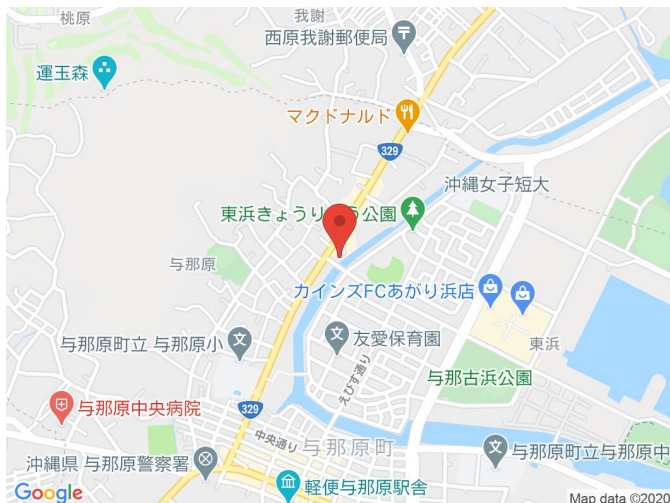 我謝
桃原
西原我謝郵便局
運玉森
マクドナルド
329
沖縄女子短大
東浜きょうりゅう公園
与那原
カインズFCあがり浜店
東浜
与那原町立 与那原小
友愛保育園
えびす通り
与那古浜公園
与那原中央病院
329
中央通り
与那原町
沖縄県 与那原警察署
与那原町立与那原中
軽便与那原駅舎
Google
Map data ©202